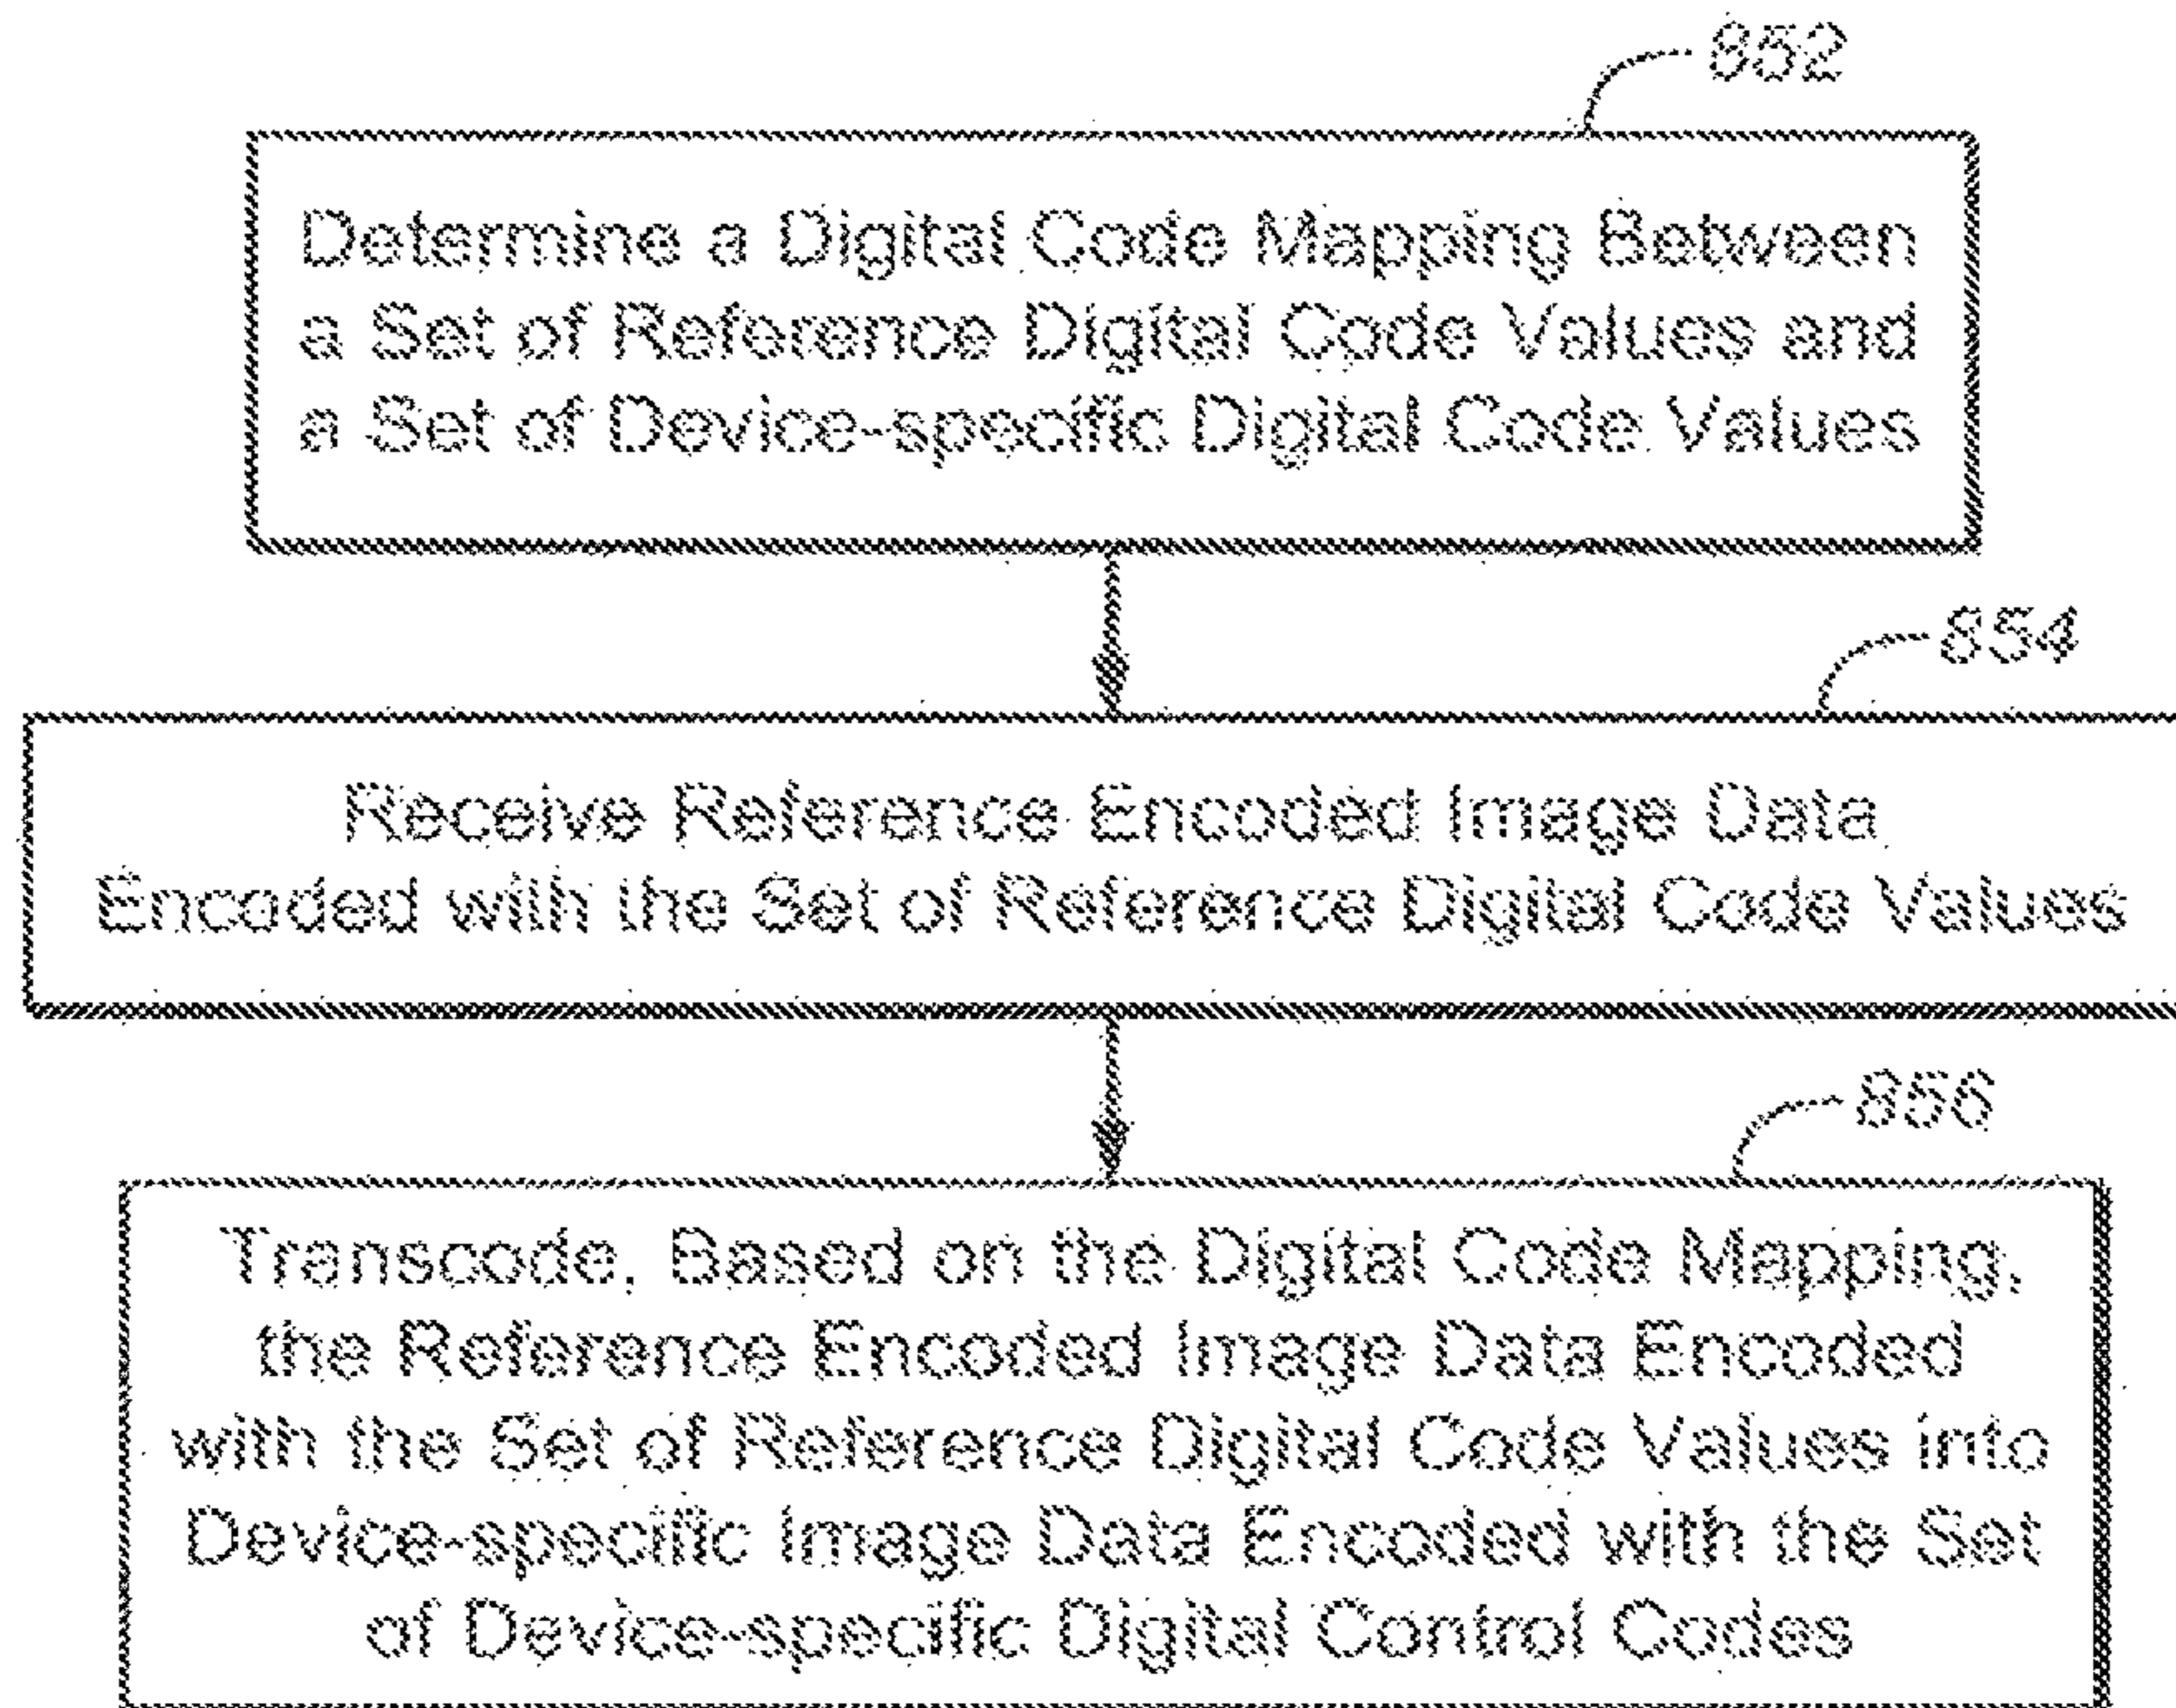 852
Determine a Digital Code Mapping Between
a Set of Reference Digital Code Values and
a Set of Device-specific Digital Code Values
854
Receive Reference Encoded Image Data
Encoded with the Set of Reference Digital Code Values
856
Transcode, Based on the Digital Code Mapping,
the Reference Encoded Image Data Encoded
with the Set of Reference Digital Code Values into
Device-specific Image Data Encoded with the Set
of Device-specific Digital Control Codes